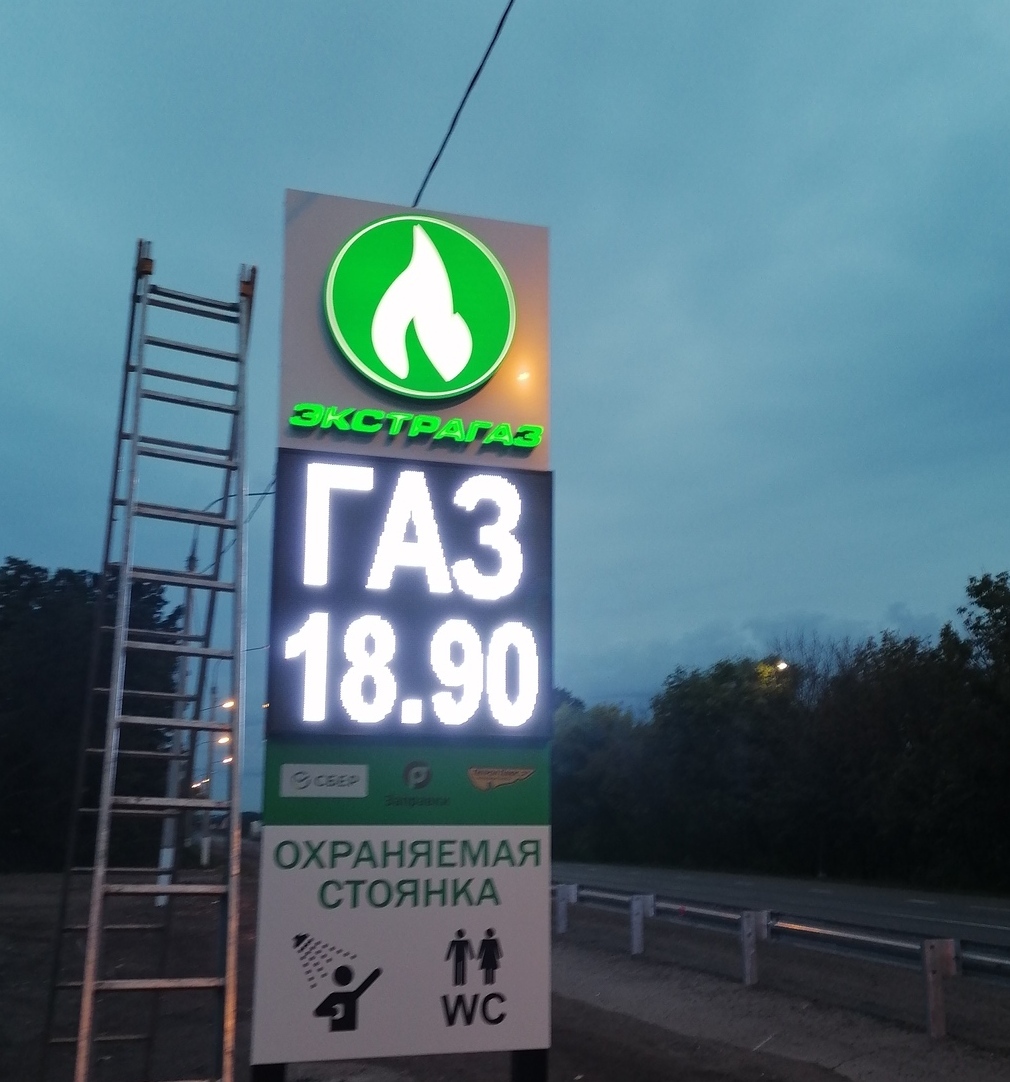 ЭКСТРАГАЗ
ГАЗ
18.90
СБЕР
Заправки
ОХРАНЯЕМАЯ
СТОЯНКА
WC